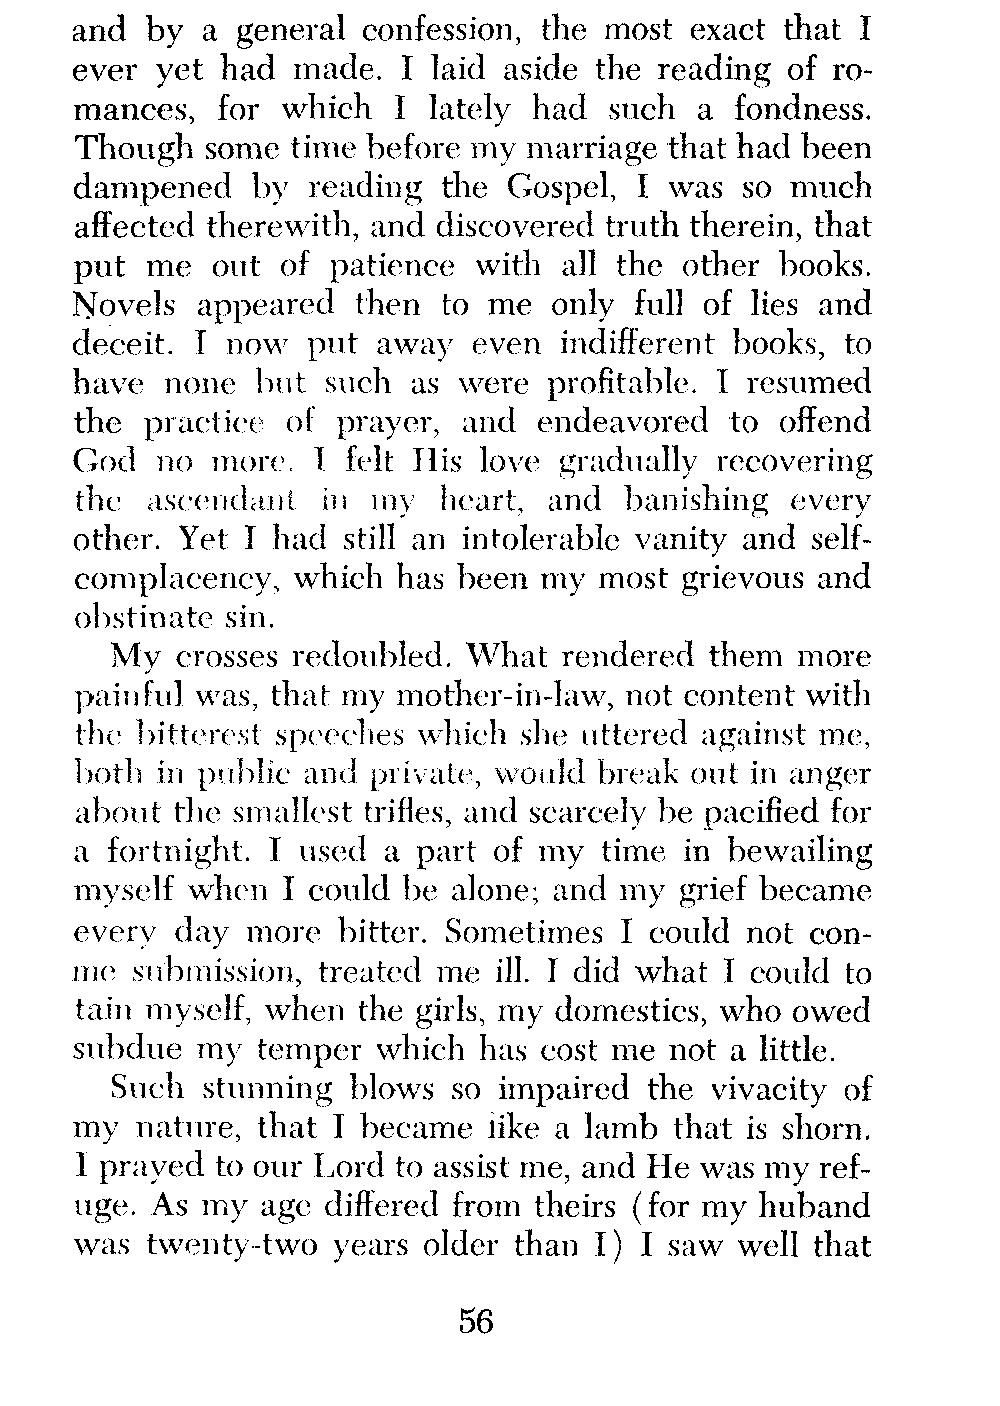 and by a general confession, the most exact that I
ever yet had made. I laid aside the reading of ro-
mances, for which I lately had such a fondness.
Though some time before my marriage that had been
dampened by reading the Gospel, I was so much
affected therewith, and discovered truth therein, that
put me out of patience with all the other books.
Novels appeared then to me only full of lies and
deceit. I now put away even indifferent books, to
have none but such as were profitable. I resumed
the practice of prayer, and endeavored to offend
God no more. I felt His love gradually recovering
the ascendant in my heart, and banishing every
other. Yet I had still an intolerable vanity and self-
complacency, which has been my most grievous and
obstinate sin.
My crosses redoubled. What rendered them more
painful was, that my mother-in-law, not content with
the bitterest speeches which she uttered against me,
both in public and private, would break out in anger
about the smallest trifles, and scarcely be pacified for
a fortnight. I used a part of my time in bewailing
myself when I could be alone; and my grief became
every day more bitter. Sometimes I could not con-
me submission, treated me ill. I did what I could to
tain myself, when the girls, my domestics, who owed
subdue my temper which has cost me not a little.
Such stunning blows so impaired the vivacity of
my nature, that I became like a lamb that is shorn.
I prayed to our Lord to assist me, and He was my ref-
uge. As my age differed from theirs (for my huband
was twenty-two years older than I) I saw well that
56